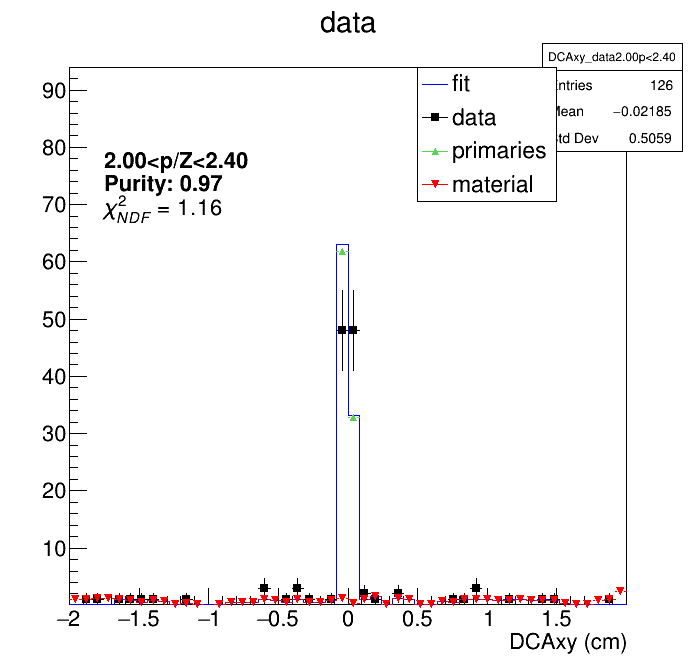 data
DCAxy_data2.00p<2.40
Entries 126
Mean −0.02185
Std Dev 0.5059
fit
data
primaries
material
2.00<p/Z<2.40
Purity: 0.97
χ²NDF = 1.16
90
80
70
60
50
40
30
20
10
−2 −1.5 −1 −0.5 0 0.5 1 1.5
DCAxy (cm)